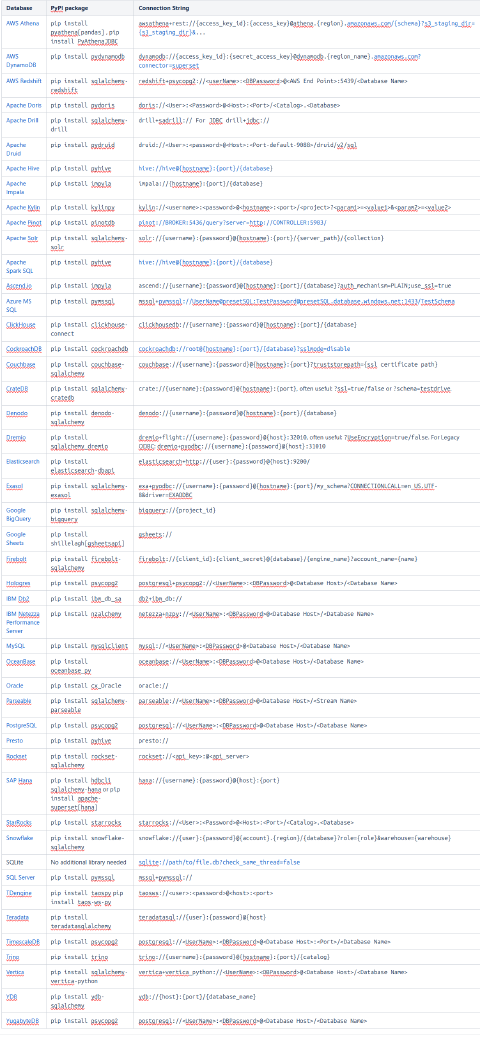 Database PyPI package Connection String
AWS Athena pip install pyathena[pandas], pip install PyAthenaJDBC awsathena+rest://{access_key_id}:{access_key}@athena.{region}.amazonaws.com/{schema}?s3_staging_dir={s3_staging_dir}&...
AWS DynamoDB pip install pydynamodb dynamodb://{access_key_id}:{secret_access_key}@dynamodb.{region_name}.amazonaws.com?connector=superset
AWS Redshift pip install sqlalchemy-redshift redshift+psycopg2://<userName>:<DBPassword>@<AWS End Point>:5439/<Database Name>
Apache Doris pip install pydoris doris://<User>:<Password>@<Host>:<Port>/<Catalog>.<Database>
Apache Drill pip install sqlalchemy-drill drill+sadrill:// For JDBC drill+jdbc://
Apache Druid pip install pydruid druid://<User>:<password>@<Host>:<Port-default-9088>/druid/v2/sql
Apache Hive pip install pyhive hive://hive@{hostname}:{port}/{database}
Apache Impala pip install impyla impala://{hostname}:{port}/{database}
Apache Kylin pip install kylinpy kylin://<username>:<password>@<hostname>:<port>/<project>?<param1>=<value1>&<param2>=<value2>
Apache Pinot pip install pinotdb pinot://BROKER:5436/query?server=http://CONTROLLER:5983/
Apache Solr pip install sqlalchemy-solr solr://{username}:{password}@{hostname}:{port}/{server_path}/{collection}
Apache Spark SQL pip install pyhive hive://hive@{hostname}:{port}/{database}
Ascend.io pip install impyla ascend://{username}:{password}@{hostname}:{port}/{database}?auth_mechanism=PLAIN;use_ssl=true
Azure MS SQL pip install pymssql mssql+pymssql://UserName@presetSQL:TestPassword@presetSQL.database.windows.net:1433/TestSchema
ClickHouse pip install clickhouse-connect clickhousedb://{username}:{password}@{hostname}:{port}/{database}
CockroachDB pip install cockroachdb cockroachdb://root@{hostname}:{port}/{database}?sslmode=disable
Couchbase pip install couchbase-sqlalchemy couchbase://{username}:{password}@{hostname}:{port}?truststorepath={ssl certificate path}
CrateDB pip install sqlalchemy-cratedb crate://{username}:{password}@{hostname}:{port}, often useful ?ssl=true/false or ?schema=testdrive.
Denodo pip install denodo-sqlalchemy denodo://{username}:{password}@{hostname}:{port}/{database}
Dremio pip install sqlalchemy_dremio dremio+flight://{username}:{password}@{host}:32010, often useful ?UseEncryption=true/false. For Legacy ODBC: dremio+pyodbc://{username}:{password}@{host}:31010
Elasticsearch pip install elasticsearch-dbapi elasticsearch+http://{user}:{password}@{host}:9200/
Exasol pip install sqlalchemy-exasol exa+pyodbc://{username}:{password}@{hostname}:{port}/my_schema?CONNECTIONLCALL=en_US.UTF-8&driver=EXAODBC
Google BigQuery pip install sqlalchemy-bigquery bigquery://{project_id}
Google Sheets pip install shillelagh[gsheetsapi] gsheets://
Firebolt pip install firebolt-sqlalchemy firebolt://{client_id}:{client_secret}@{database}/{engine_name}?account_name={name}
Hologres pip install psycopg2 postgresql+psycopg2://<UserName>:<DBPassword>@<Database Host>/<Database Name>
IBM Db2 pip install ibm_db_sa db2+ibm_db://
IBM Netezza Performance Server pip install nzalchemy netezza+nzpy://<UserName>:<DBPassword>@<Database Host>/<Database Name>
MySQL pip install mysqlclient mysql://<UserName>:<DBPassword>@<Database Host>/<Database Name>
OceanBase pip install oceanbase_py oceanbase://<UserName>:<DBPassword>@<Database Host>/<Database Name>
Oracle pip install cx_Oracle oracle://
Parseable pip install sqlalchemy-parseable parseable://<UserName>:<DBPassword>@<Database Host>/<Stream Name>
PostgreSQL pip install psycopg2 postgresql://<UserName>:<DBPassword>@<Database Host>/<Database Name>
Presto pip install pyhive presto://
Rockset pip install rockset-sqlalchemy rockset://<api_key>:@<api_server>
SAP Hana pip install hdbcli sqlalchemy-hana or pip install apache-superset[hana] hana://{username}:{password}@{host}:{port}
StarRocks pip install starrocks starrocks://<User>:<Password>@<Host>:<Port>/<Catalog>.<Database>
Snowflake pip install snowflake-sqlalchemy snowflake://{user}:{password}@{account}.{region}/{database}?role={role}&warehouse={warehouse}
SQLite No additional library needed sqlite://path/to/file.db?check_same_thread=false
SQL Server pip install pymssql mssql+pymssql://
TDengine pip install taospy pip install taos-ws-py taosws://<user>:<password>@<host>:<port>
Teradata pip install teradatasqlalchemy teradatasql://{user}:{password}@{host}
TimescaleDB pip install psycopg2 postgresql://<UserName>:<DBPassword>@<Database Host>:<Port>/<Database Name>
Trino pip install trino trino://{username}:{password}@{hostname}:{port}/{catalog}
Vertica pip install sqlalchemy-vertica-python vertica+vertica_python://<UserName>:<DBPassword>@<Database Host>/<Database Name>
YDB pip install ydb-sqlalchemy ydb://{host}:{port}/{database_name}
YugabyteDB pip install psycopg2 postgresql://<UserName>:<DBPassword>@<Database Host>/<Database Name>